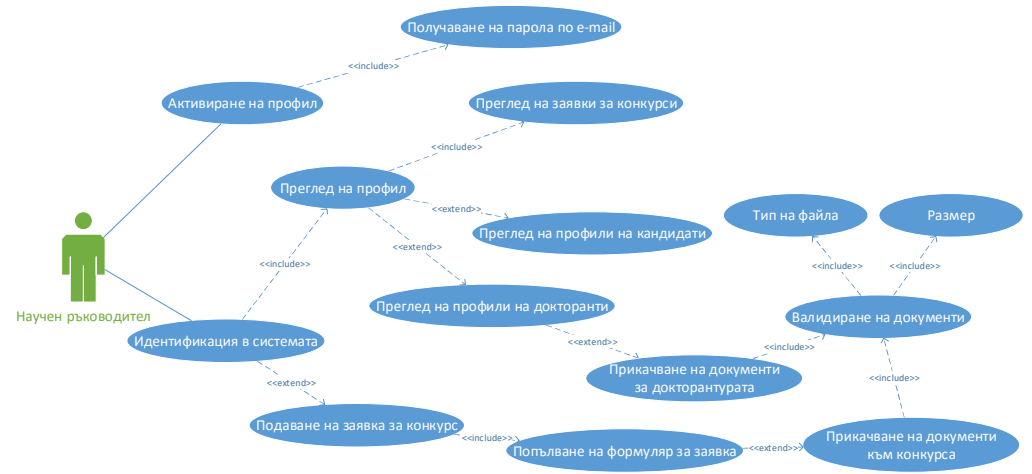 Получаване на парола по e-mail
<<include>>
Активиране на профил
Преглед на заявки за конкурси
<<include>>
Преглед на профил
<<extend>>
Преглед на профили на кандидати
<<extend>>
<<include>>
Тип на файла
Размер
<<include>>
<<include>>
Преглед на профили на докторанти
Валидиране на документи
Научен ръководител
Идентификация в системата
<<extend>>
<<include>>
Прикачване на документи
за докторантурата
<<extend>>
<<include>>
Подаване на заявка за конкурс
<<include>>
Попълване на формуляр за заявка
<<extend>>
Прикачване на документи
към конкурса